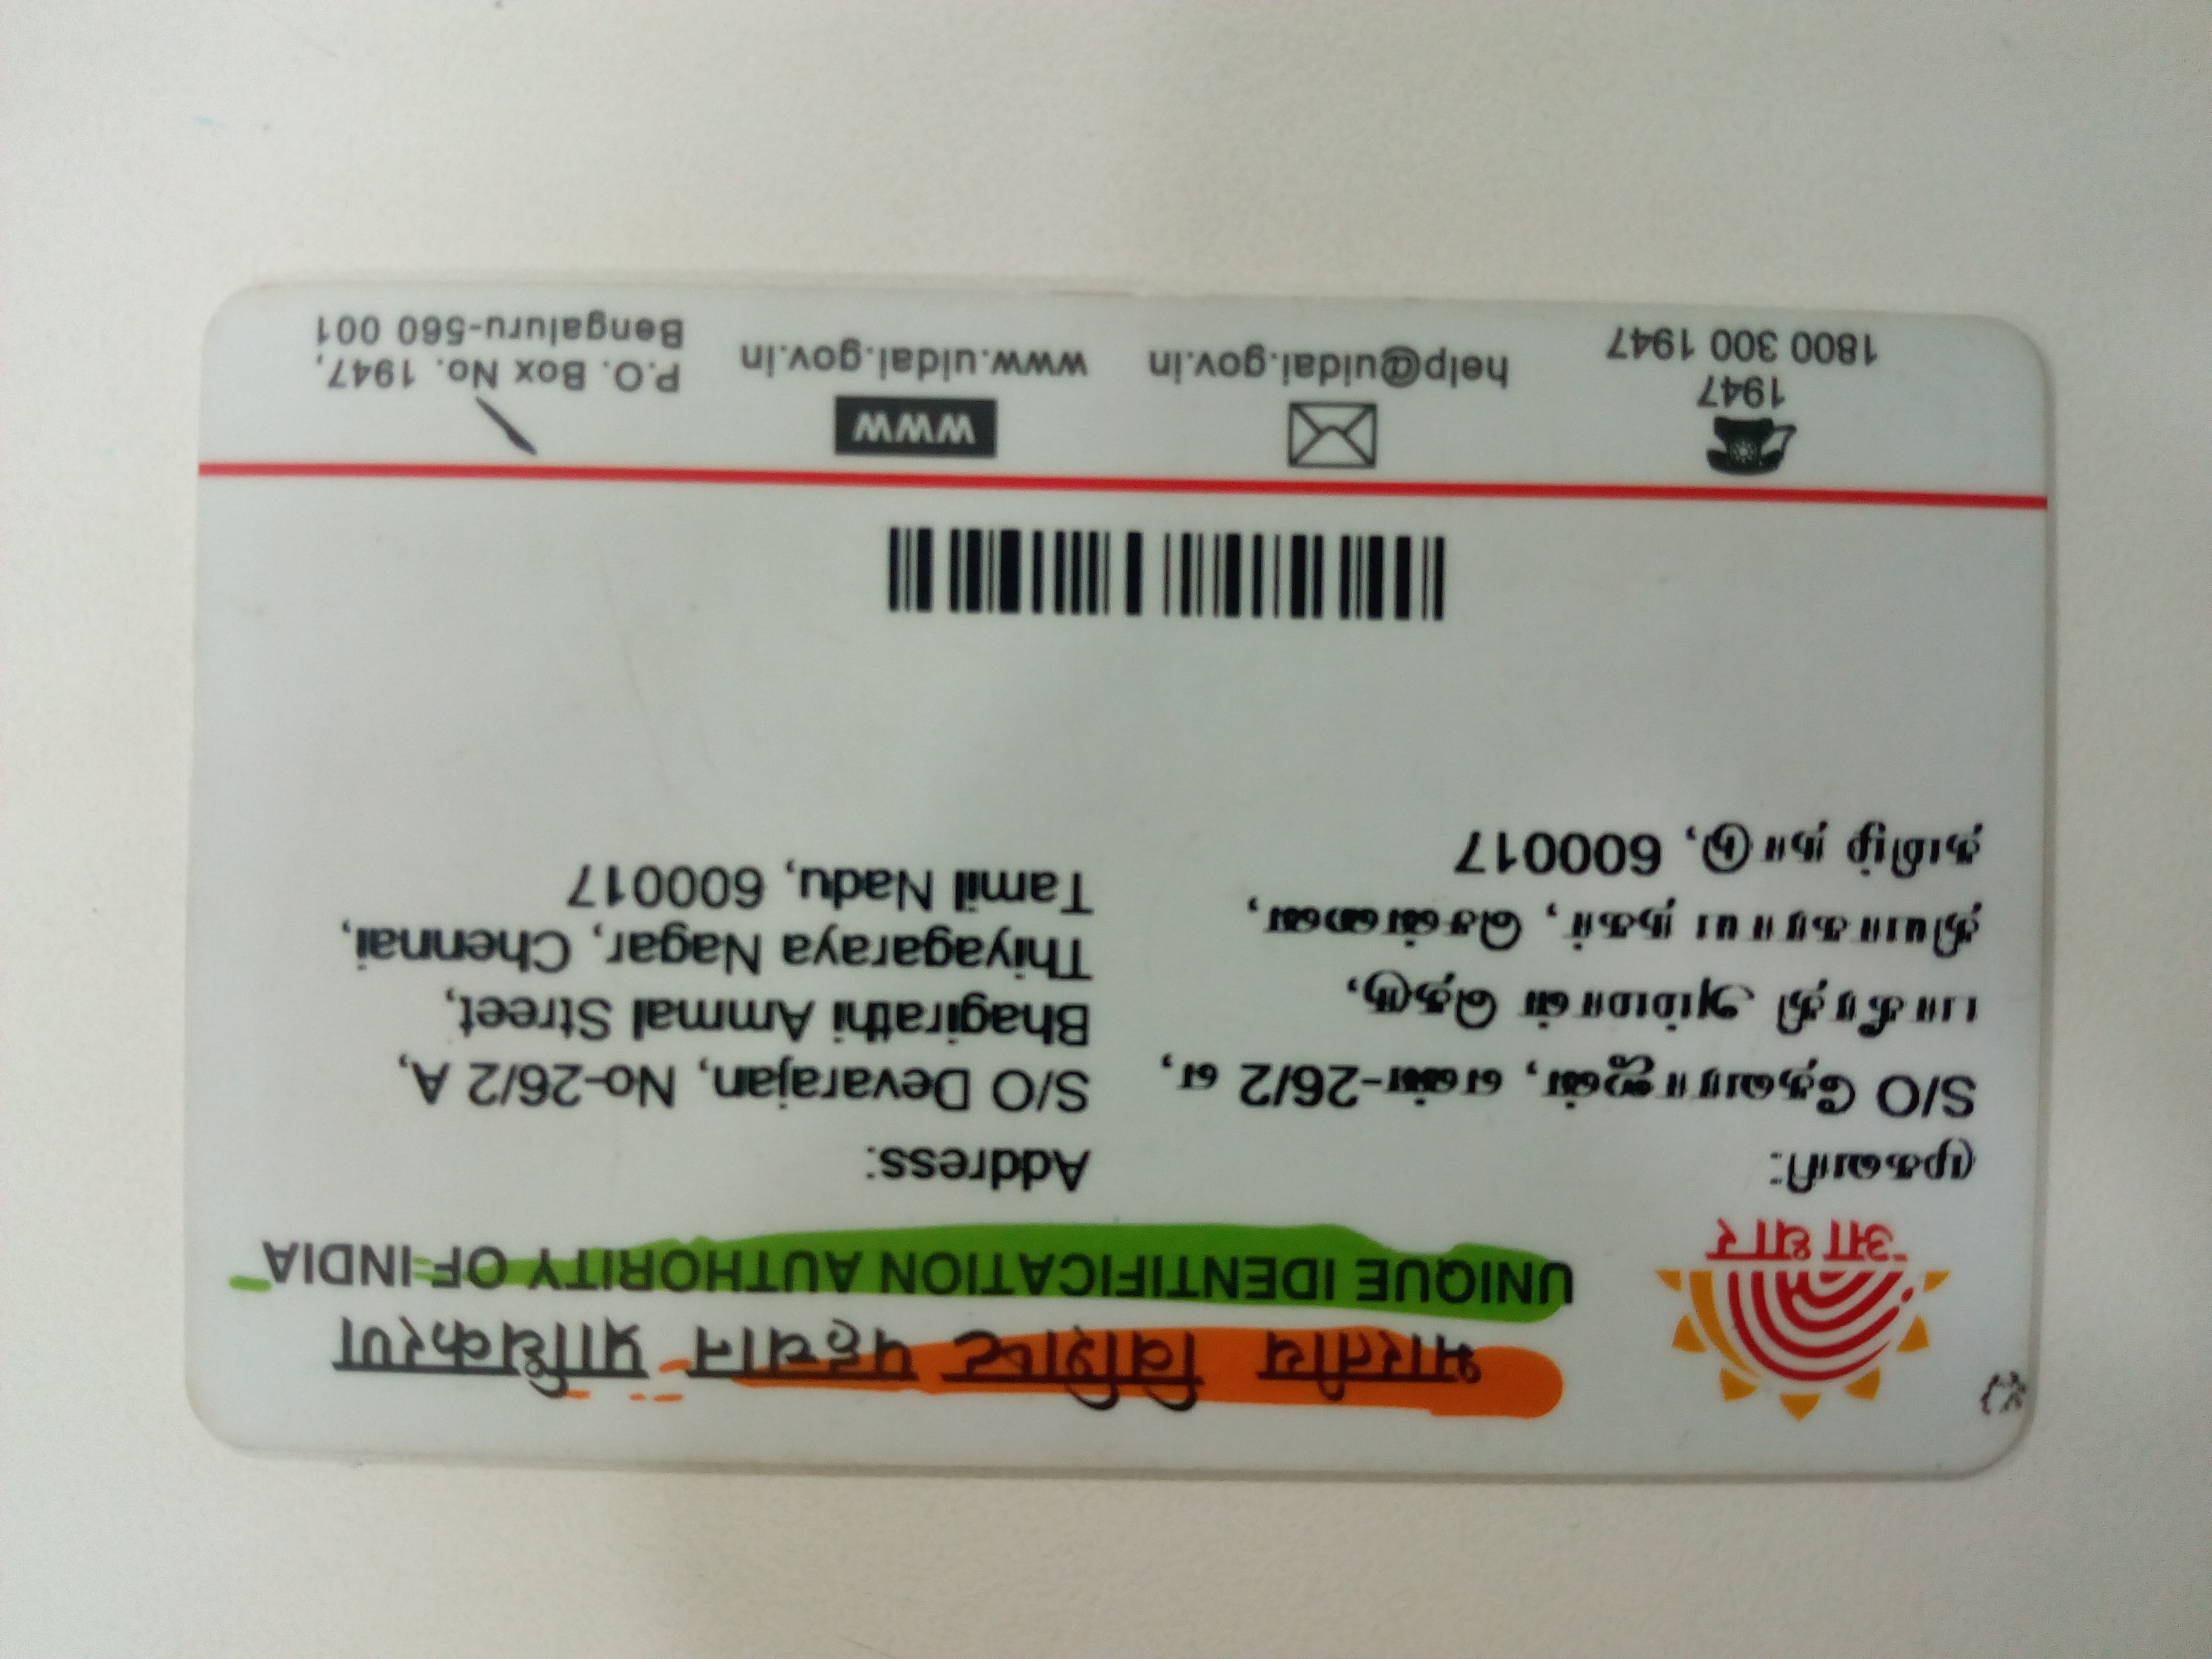 भारतीय विशिष्ट पहचान प्राधिकरण
UNIQUE IDENTIFICATION AUTHORITY OF INDIA
आधार
முகவரி:
S/O தேவராஜன், எண்-26/2 எ,
பாகீரதி அம்மாள் தெரு,
தியாகராய நகர், சென்னை,
தமிழ் நாடு, 600017
Address:
S/O Devarajan, No-26/2 A,
Bhagirathi Ammal Street,
Thiyagaraya Nagar, Chennai,
Tamil Nadu, 600017
1947
1800 300 1947
help@uidai.gov.in
WWW
www.uidai.gov.in
P.O. Box No. 1947,
Bengaluru-560 001